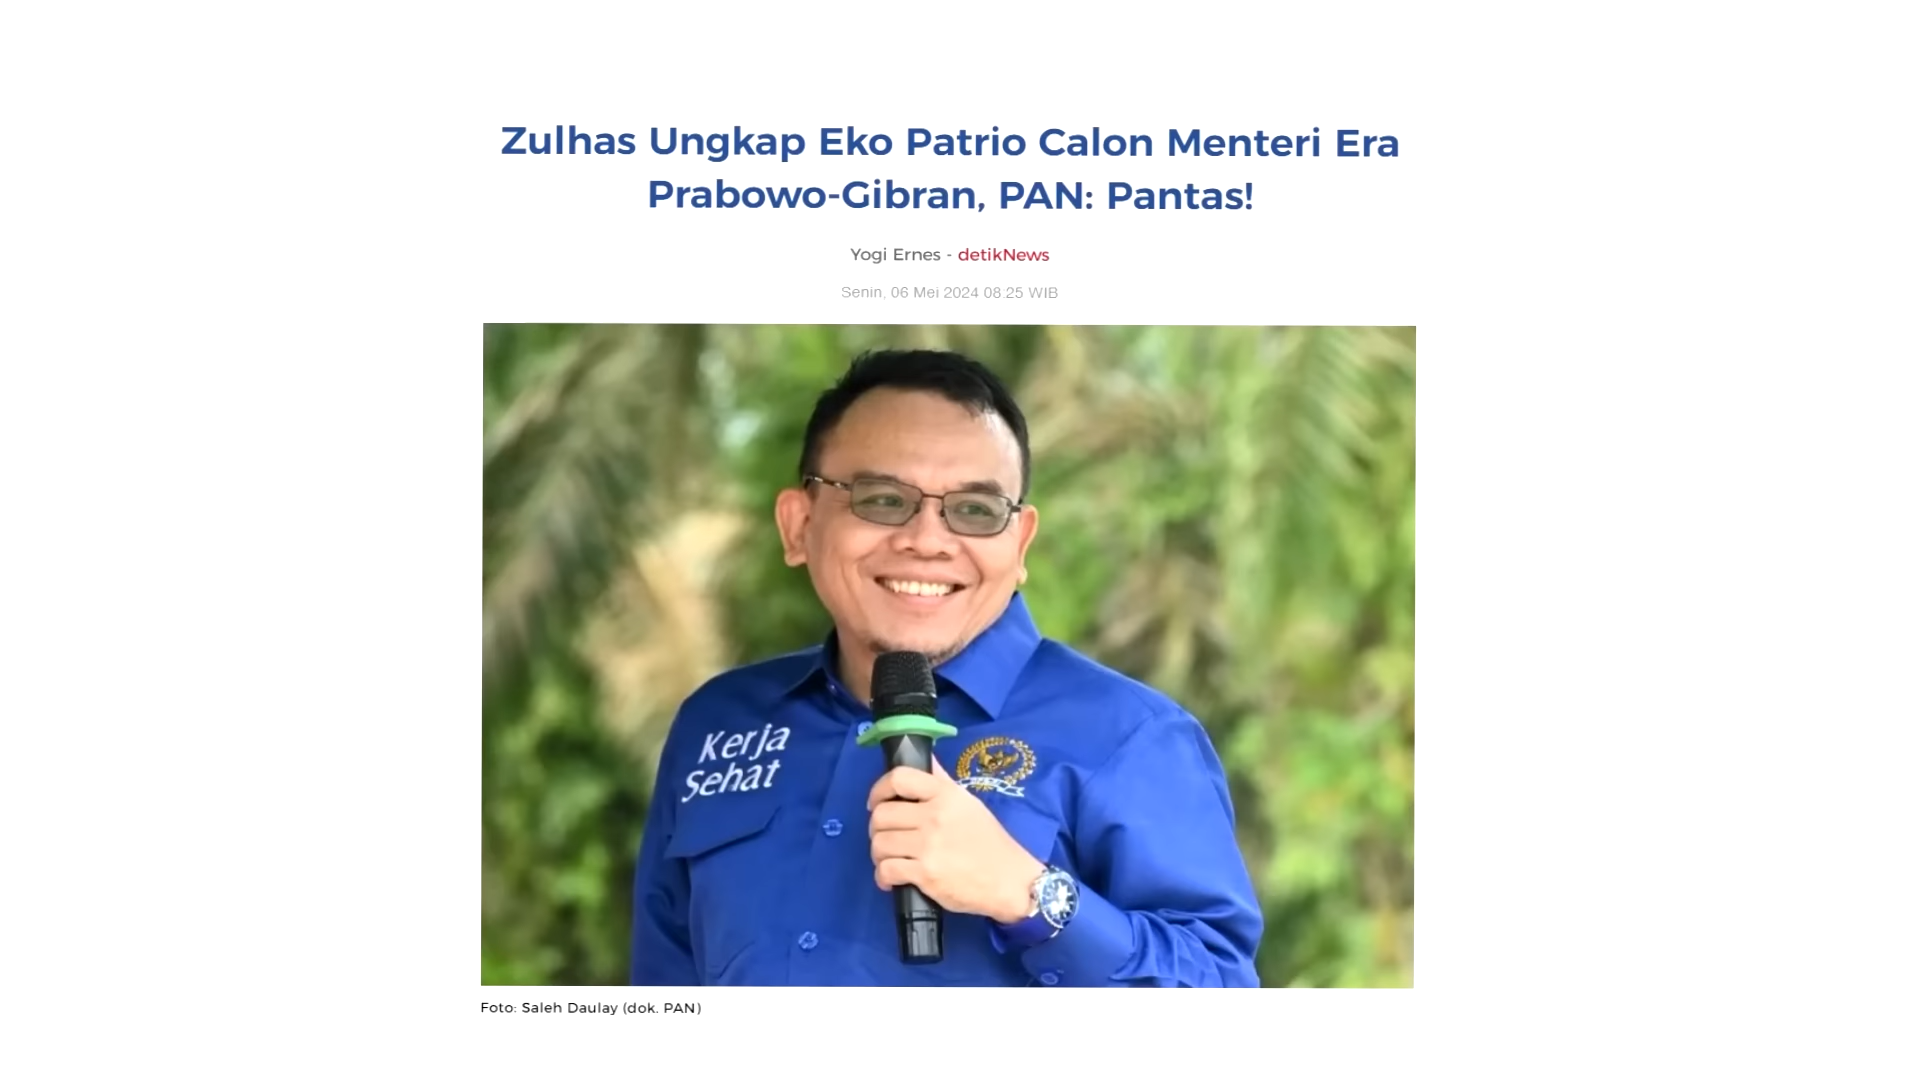 Zulhas Ungkap Eko Patrio Calon Menteri Era
Prabowo-Gibran, PAN: Pantas!
Yogi Ernes - detikNews
Senin, 06 Mei 2024 08:25 WIB
Kerja
Sehat
Foto: Saleh Daulay (dok. PAN)